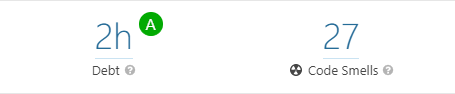 2h A 27
Debt ? Code Smells ?